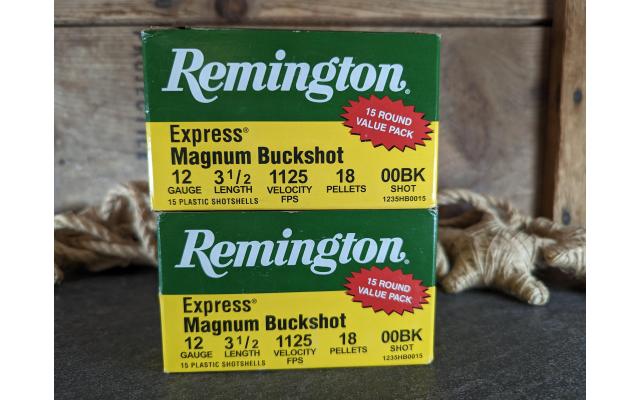 Remington®
15 ROUND
VALUE PACK
Express®
Magnum Buckshot
12 3 1/2 1125 18 00BK
GAUGE LENGTH VELOCITY PELLETS SHOT
FPS
15 PLASTIC SHOTSHELLS 1235HB0015
Remington®
15 ROUND
VALUE PACK
Express®
Magnum Buckshot
12 3 1/2 1125 18 00BK
GAUGE LENGTH VELOCITY PELLETS SHOT
FPS
15 PLASTIC SHOTSHELLS 1235HB0015